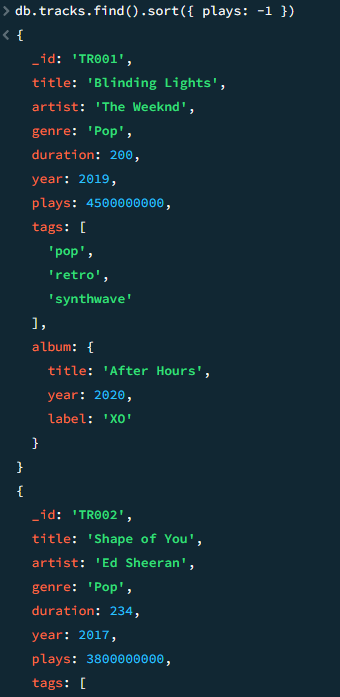 > db.tracks.find().sort({ plays: -1 })
< {
_id: 'TR001',
title: 'Blinding Lights',
artist: 'The Weeknd',
genre: 'Pop',
duration: 200,
year: 2019,
plays: 4500000000,
tags: [
'pop',
'retro',
'synthwave'
],
album: {
title: 'After Hours',
year: 2020,
label: 'XO'
}
}
{
_id: 'TR002',
title: 'Shape of You',
artist: 'Ed Sheeran',
genre: 'Pop',
duration: 234,
year: 2017,
plays: 3800000000,
tags: [